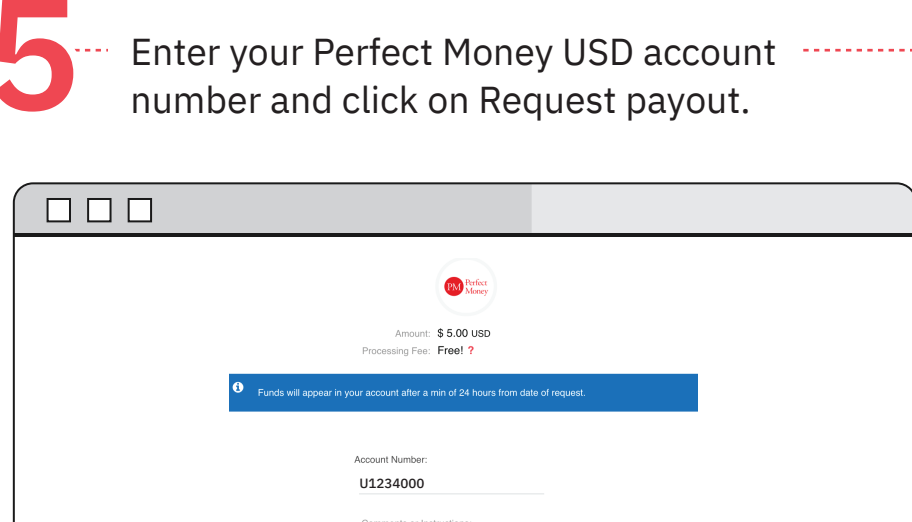 5
Enter your Perfect Money USD account
number and click on Request payout.
PM Perfect
Money
Amount: $ 5.00 USD
Processing Fee: Free! ?
Funds will appear in your account after a min of 24 hours from date of request.
Account Number:
U1234000